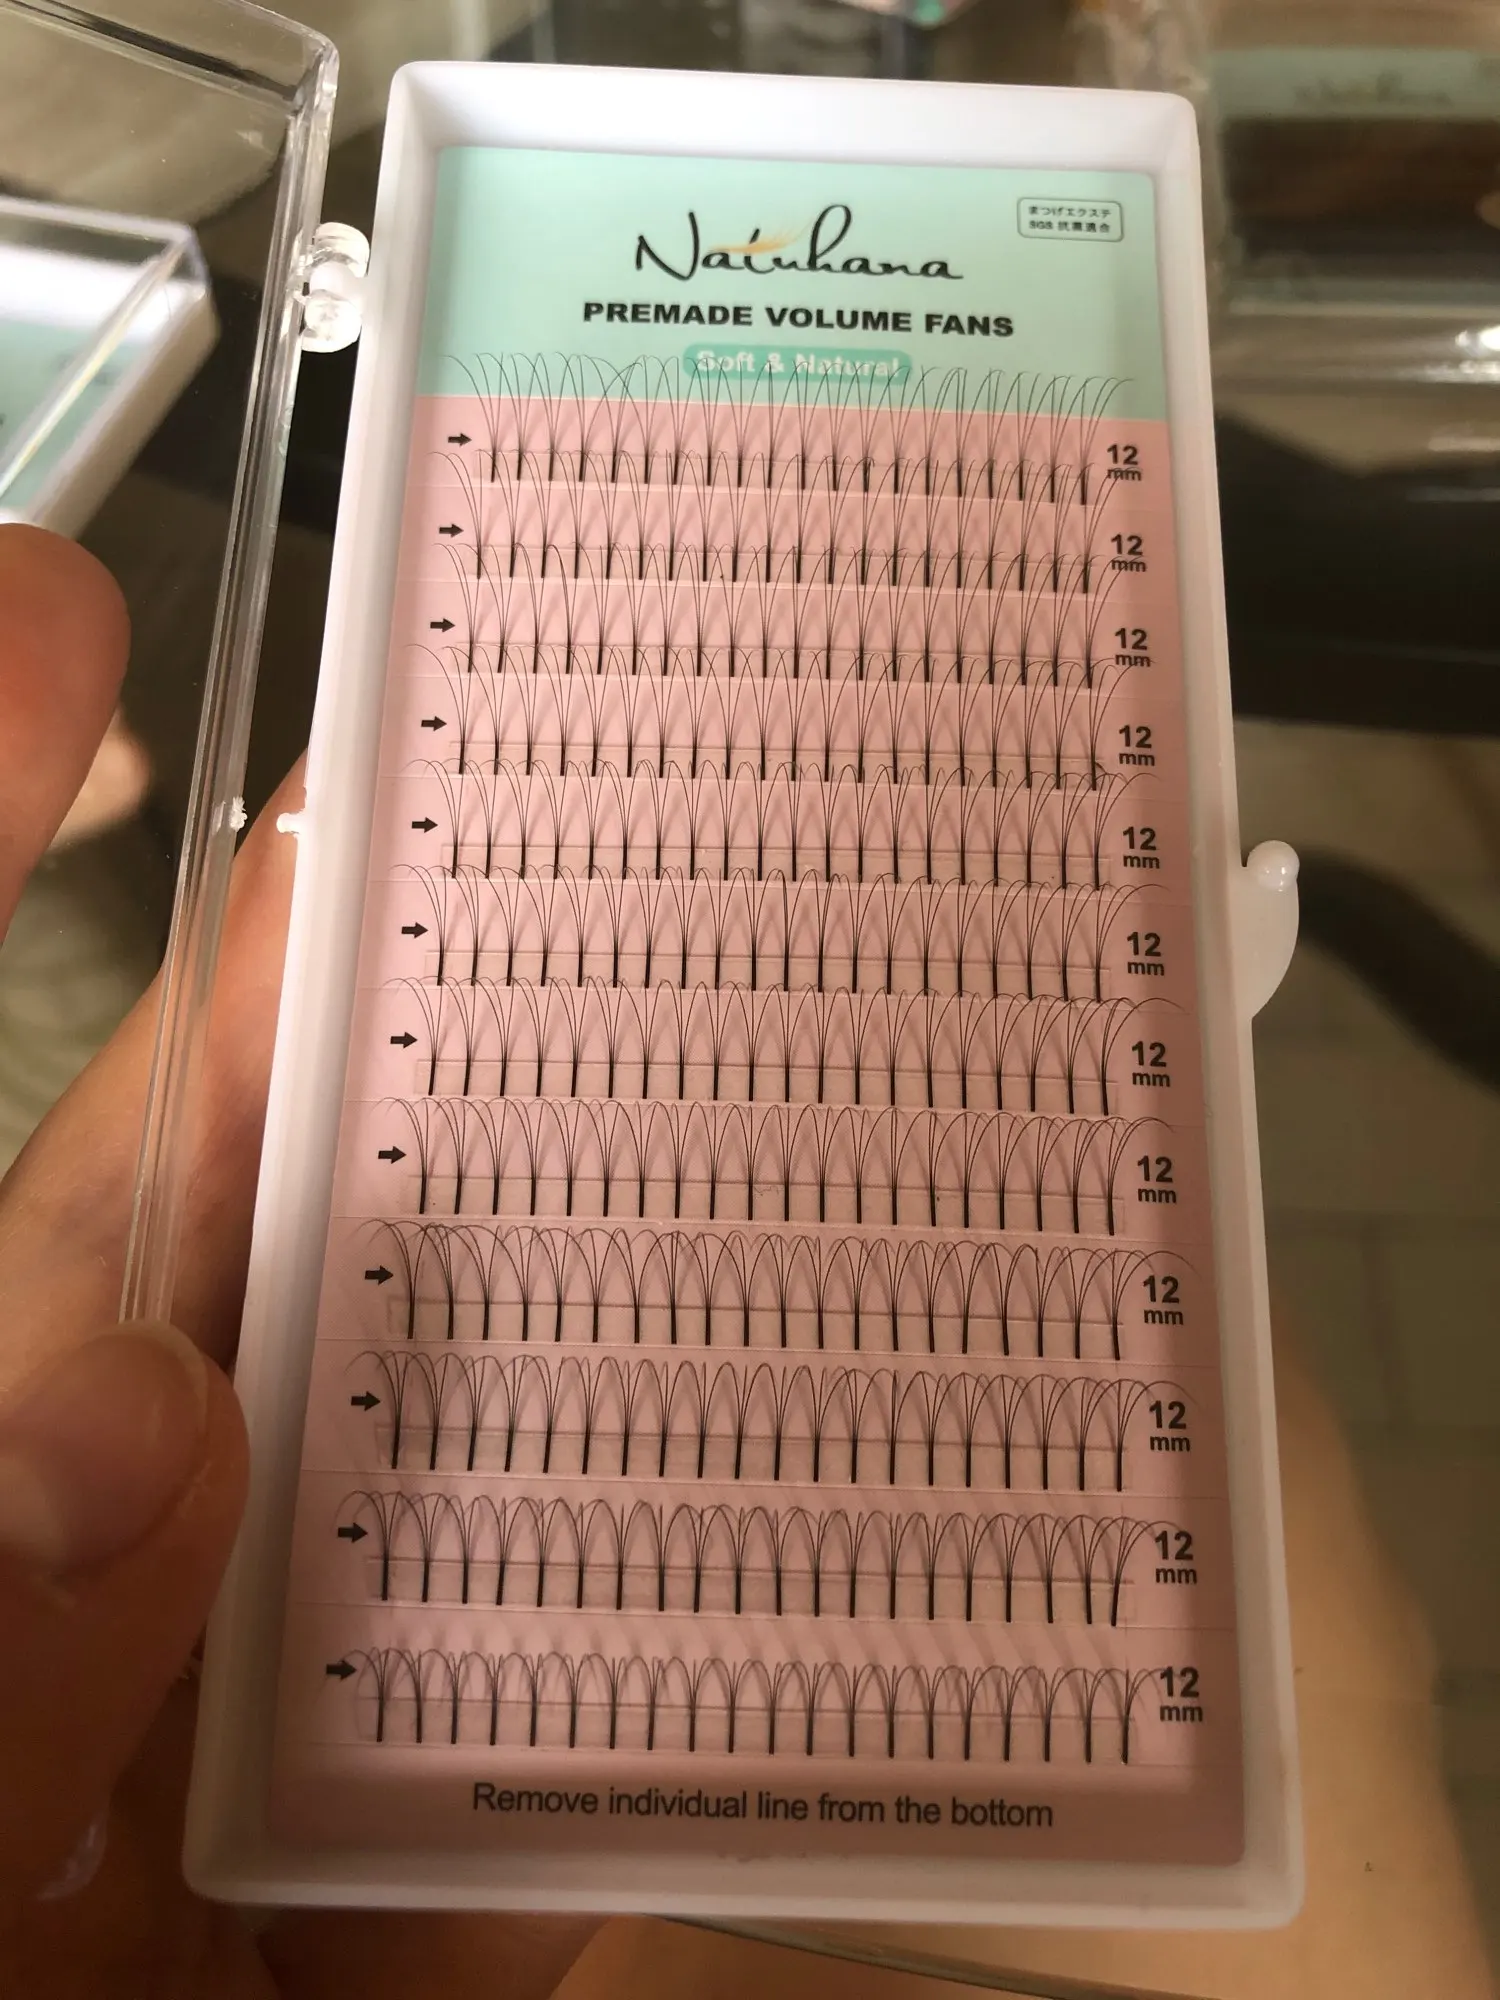 Natuhana
まつげエクステ
SGS 抗菌適合
PREMADE VOLUME FANS
Soft & Natural
12
mm
12
mm
12
mm
12
mm
12
mm
12
mm
12
mm
12
mm
12
mm
12
mm
12
mm
12
mm
Remove individual line from the bottom